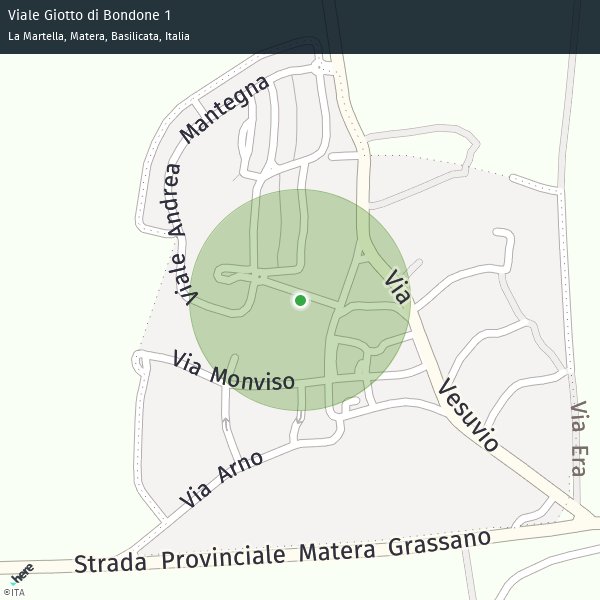 Viale Giotto di Bondone 1
La Martella, Matera, Basilicata, Italia
Viale Andrea Mantegna
Via Vesuvio
Via Monviso
Via Era
Via Arno
Strada Provinciale Matera Grassano
here
©ITA